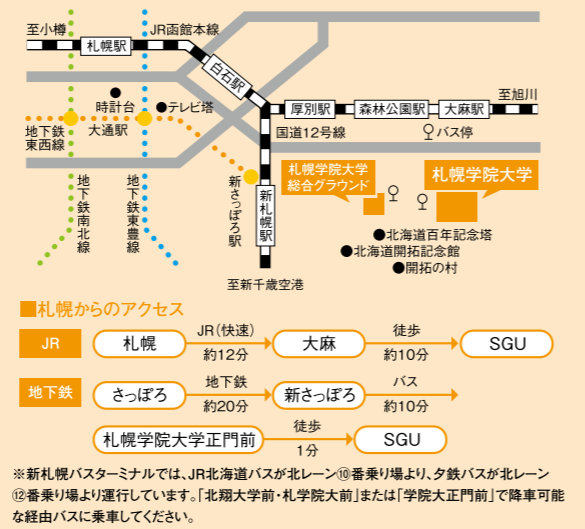 至小樽
札幌駅
JR函館本線
白石駅
時計台
テレビ塔
地下鉄
東西線
大通駅
厚別駅
森林公園駅
大麻駅
至旭川
国道12号線
バス停
地下鉄南北線
地下鉄東豊線
新さっぽろ駅
新札幌駅
札幌学院大学
総合グラウンド
札幌学院大学
北海道百年記念塔
北海道開拓記念館
開拓の村
至新千歳空港
■札幌からのアクセス
JR
札幌
JR(快速)
約12分
大麻
徒歩
約10分
SGU
地下鉄
さっぽろ
地下鉄
約20分
新さっぽろ
バス
約10分
札幌学院大学正門前
徒歩
1分
SGU
※新札幌バスターミナルでは、JR北海道バスが北レーン⑩番乗り場より、夕鉄バスが北レーン
⑫番乗り場より運行しています。「北翔大学前・札学院大前」または「学院大正門前」で降車可能
な経由バスに乗車してください。